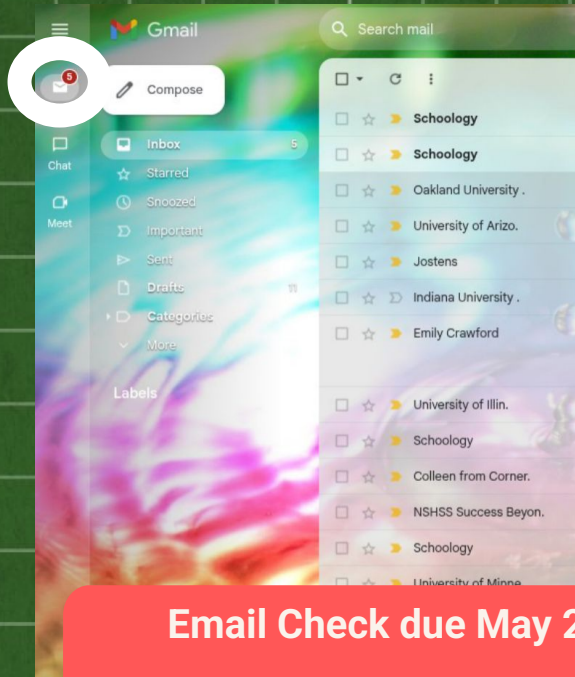 Gmail
Search mail
5
Compose
Chat
Meet
Inbox 5
Starred
Snoozed
Important
Sent
Drafts 11
Categories
More
Labels
Schoology
Schoology
Oakland University .
University of Arizo.
Jostens
Indiana University .
Emily Crawford
University of Illin.
Schoology
Colleen from Corner.
NSHSS Success Beyon.
Schoology
University of Minne
Email Check due May 2